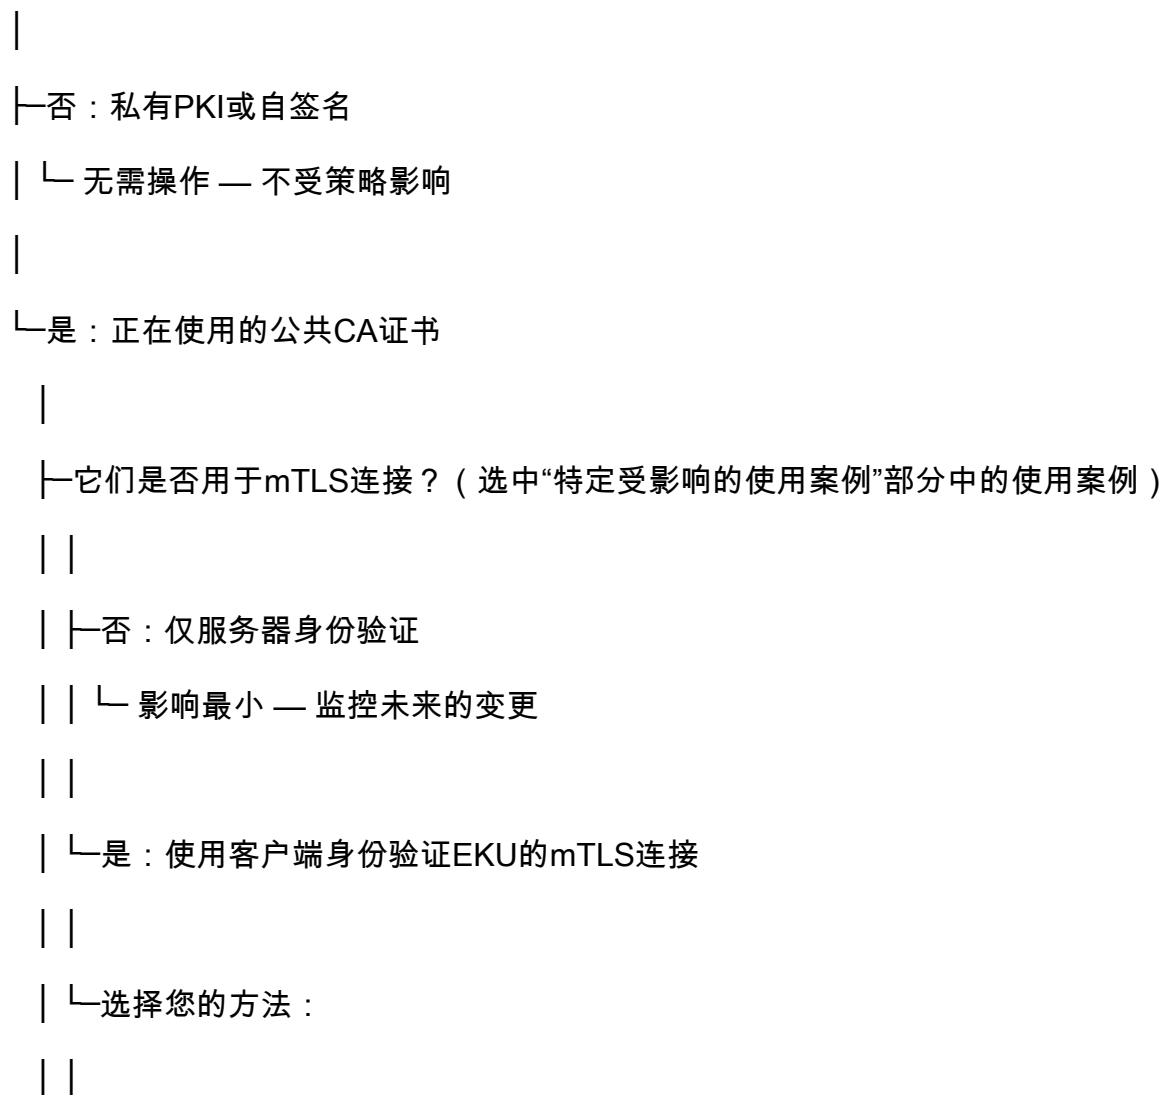 │
├─否：私有PKI或自签名
│ └─ 无需操作 — 不受策略影响
│
└─是：正在使用的公共CA证书
│
├─它们是否用于mTLS连接？（选中“特定受影响的使用案例”部分中的使用案例）
│ │
│ ├─否：仅服务器身份验证
│ │ └─ 影响最小 — 监控未来的变更
│ │
│ └─是：使用客户端身份验证EKU的mTLS连接
│ │
│ └─选择您的方法：
│ │